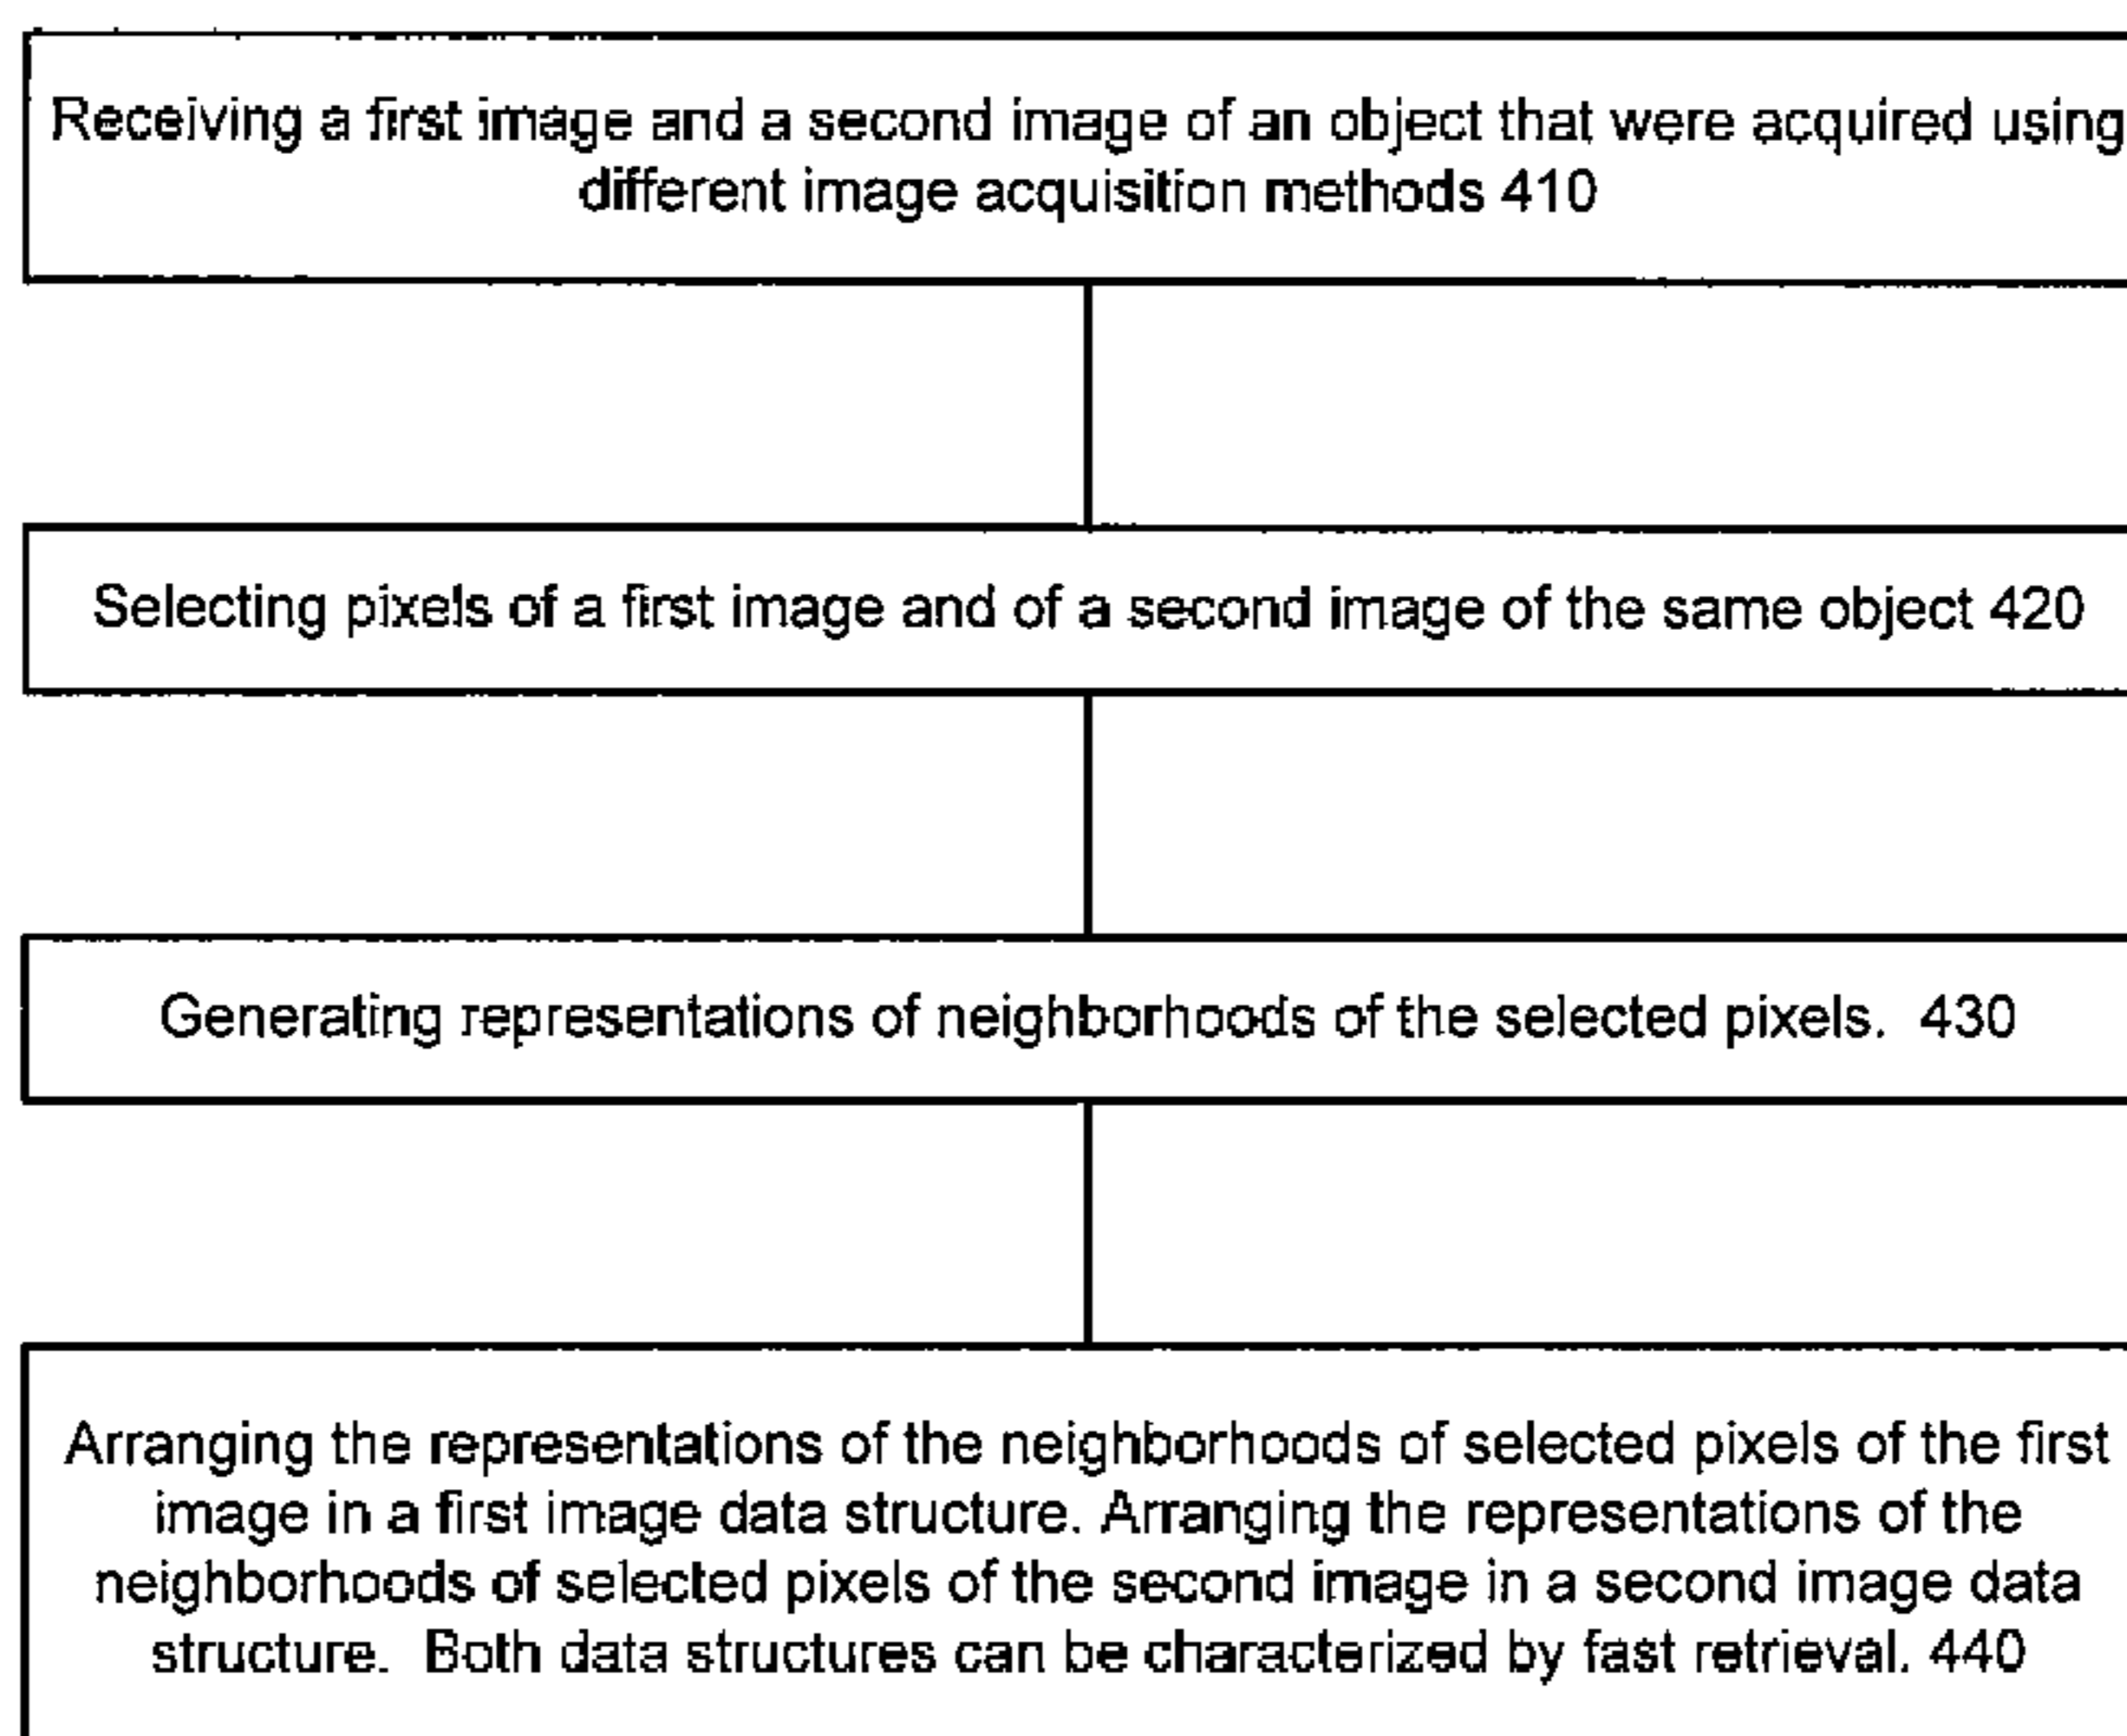 Receiving a first image and a second image of an object that were acquired using
different image acquisition methods 410
Selecting pixels of a first image and of a second image of the same object 420
Generating representations of neighborhoods of the selected pixels.  430
Arranging the representations of the neighborhoods of selected pixels of the first
image in a first image data structure. Arranging the representations of the
neighborhoods of selected pixels of the second image in a second image data
structure.  Both data structures can be characterized by fast retrieval. 440